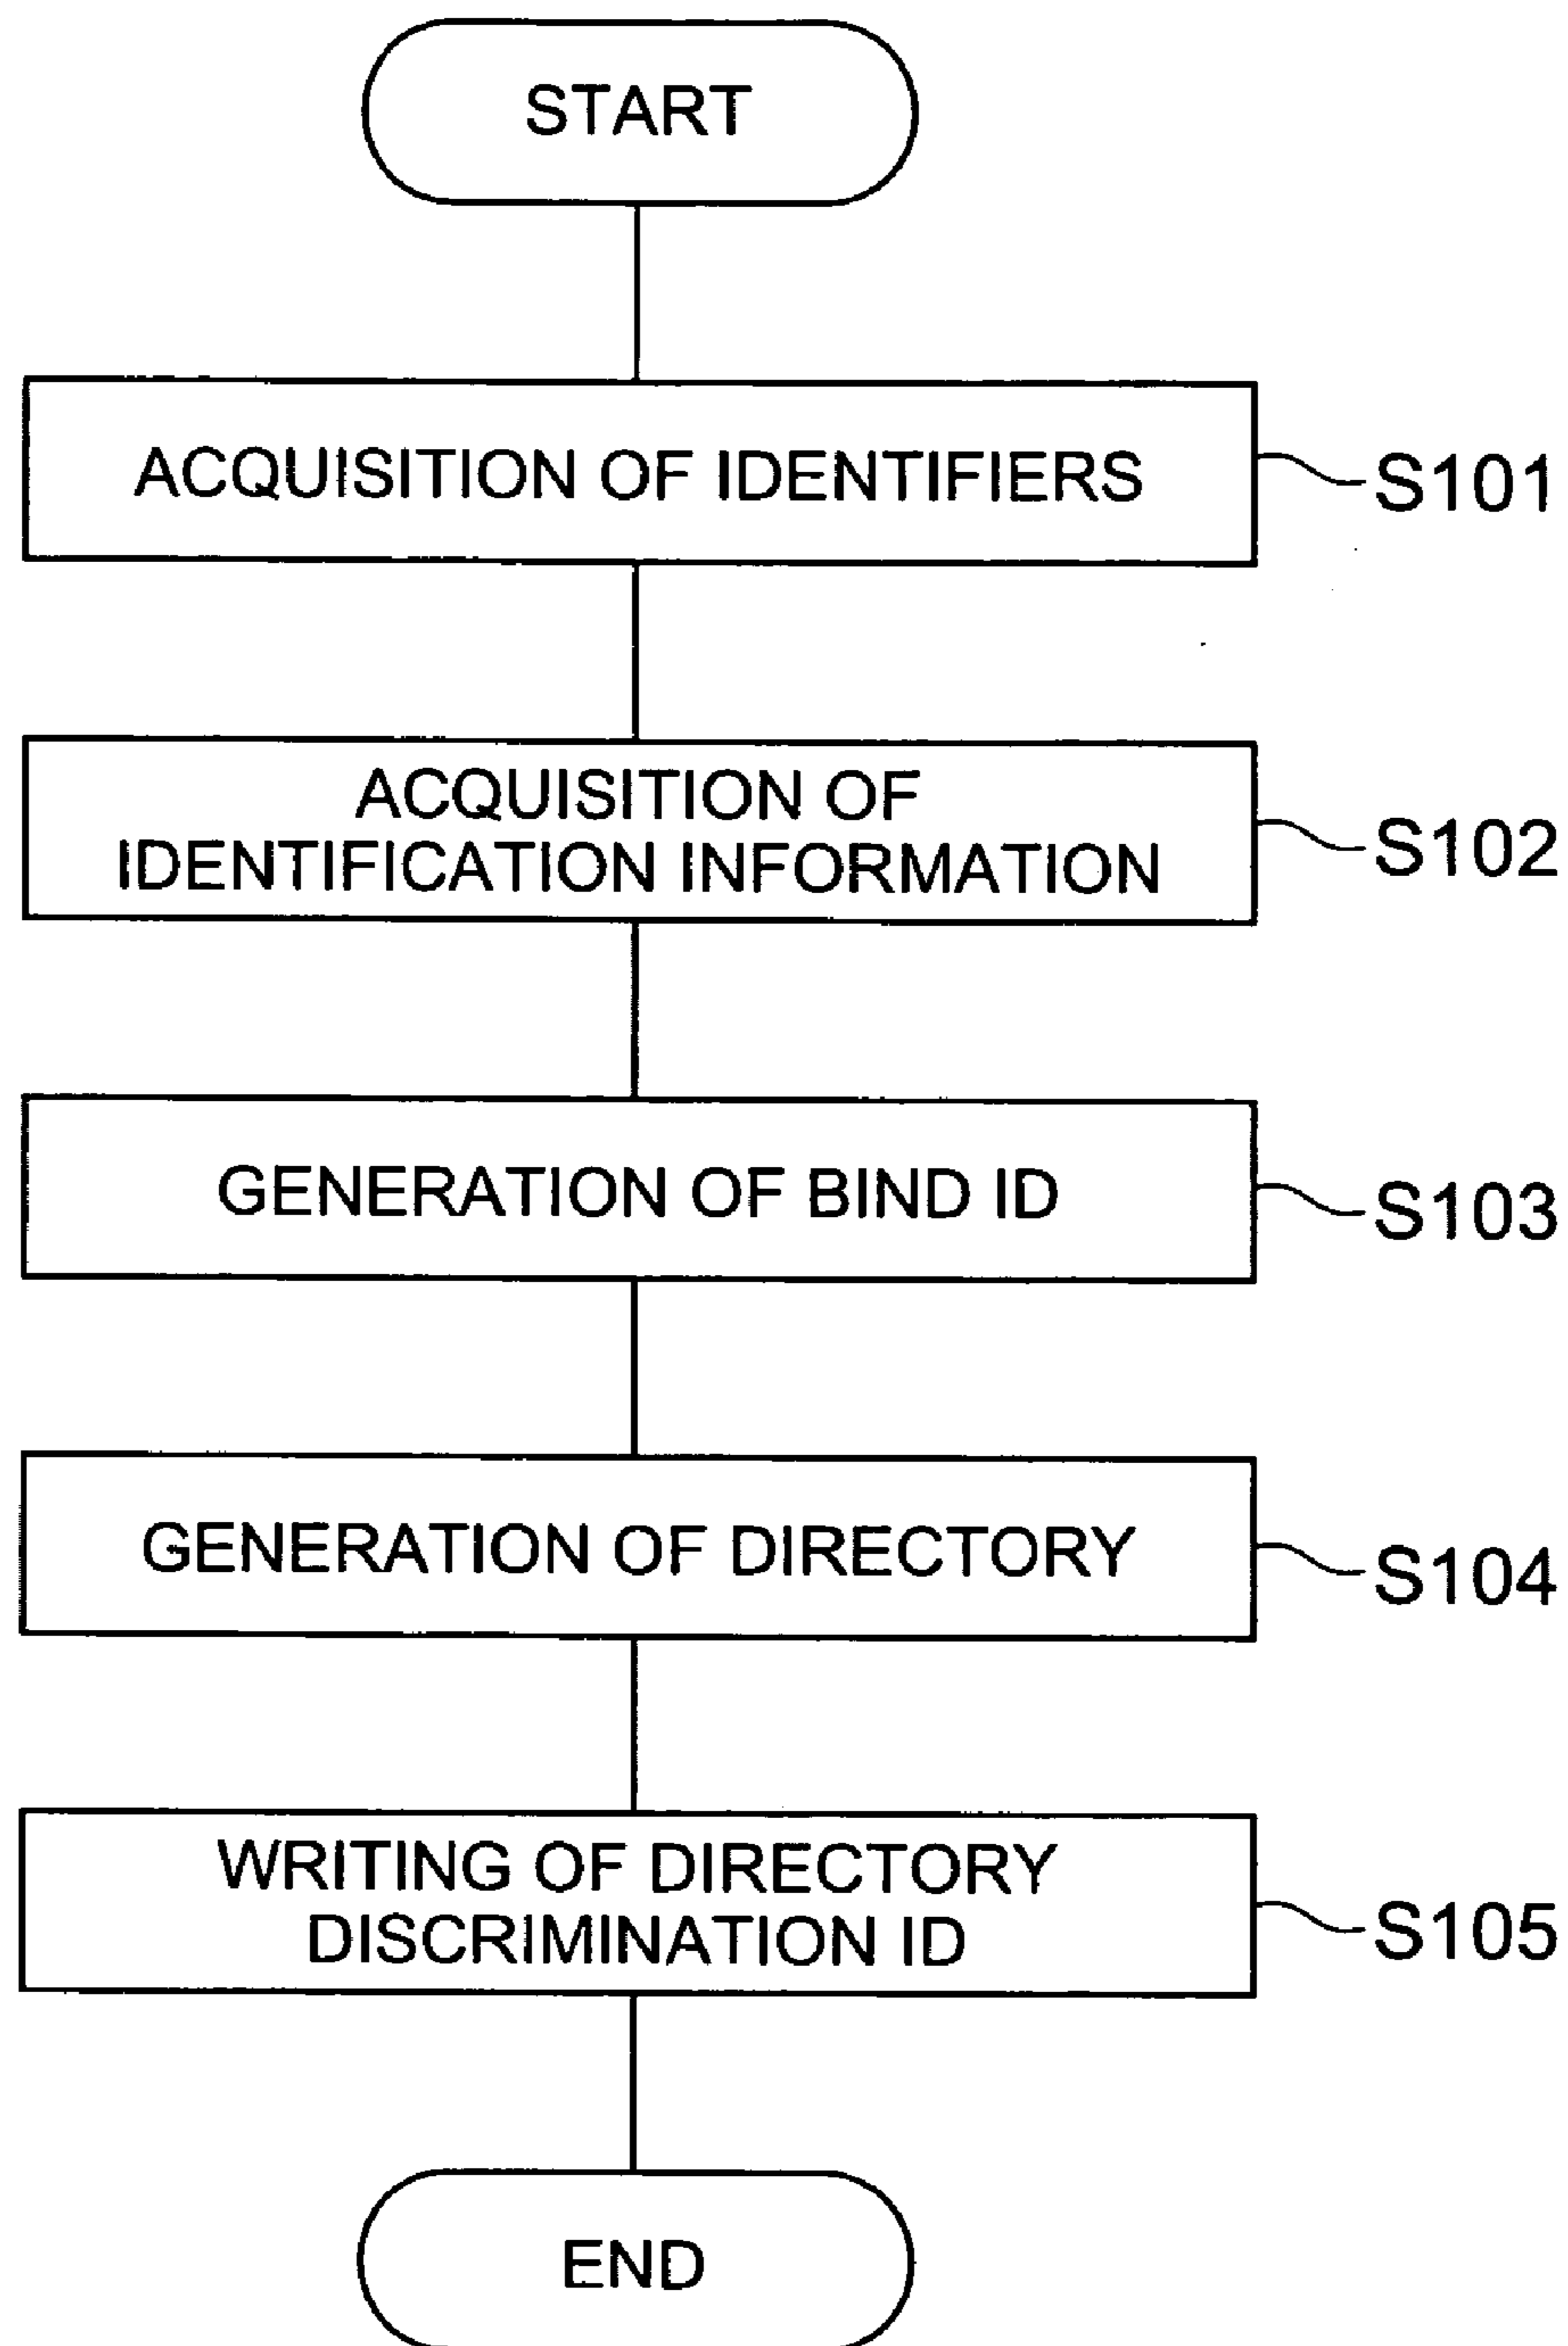 START
ACQUISITION OF IDENTIFIERS
S101
ACQUISITION OF
IDENTIFICATION INFORMATION
S102
GENERATION OF BIND ID
S103
GENERATION OF DIRECTORY
S104
WRITING OF DIRECTORY
DISCRIMINATION ID
S105
END